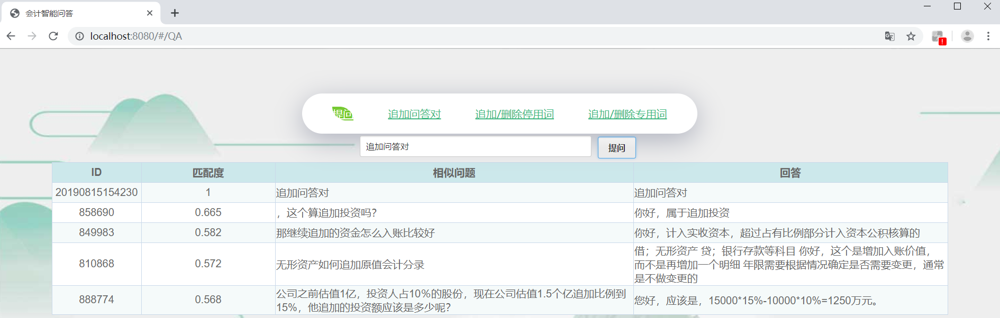 会计智能问答
localhost:8080/#/QA
提问 追加问答对 追加/删除停用词 追加/删除专用词
追加问答对 提问
ID 匹配度 相似问题 回答
20190815154230 1 追加问答对 追加问答对
858690 0.665 ，这个算追加投资吗？ 你好，属于追加投资
849983 0.582 那继续追加的资金怎么入账比较好 你好，计入实收资本，超过占有比例部分计入资本公积核算的
810868 0.572 无形资产如何追加原值会计分录 借；无形资产 贷；银行存款等科目 你好，这个是增加入账价值，
而不是再增加一个明细 年限需要根据情况确定是否需要变更，通常
是不做变更的
888774 0.568 公司之前估值1亿，投资人占10%的股份，现在公司估值1.5个亿追加比例到
15%，他追加的投资额应该是多少呢？ 您好，应该是，15000*15%-10000*10%=1250万元。